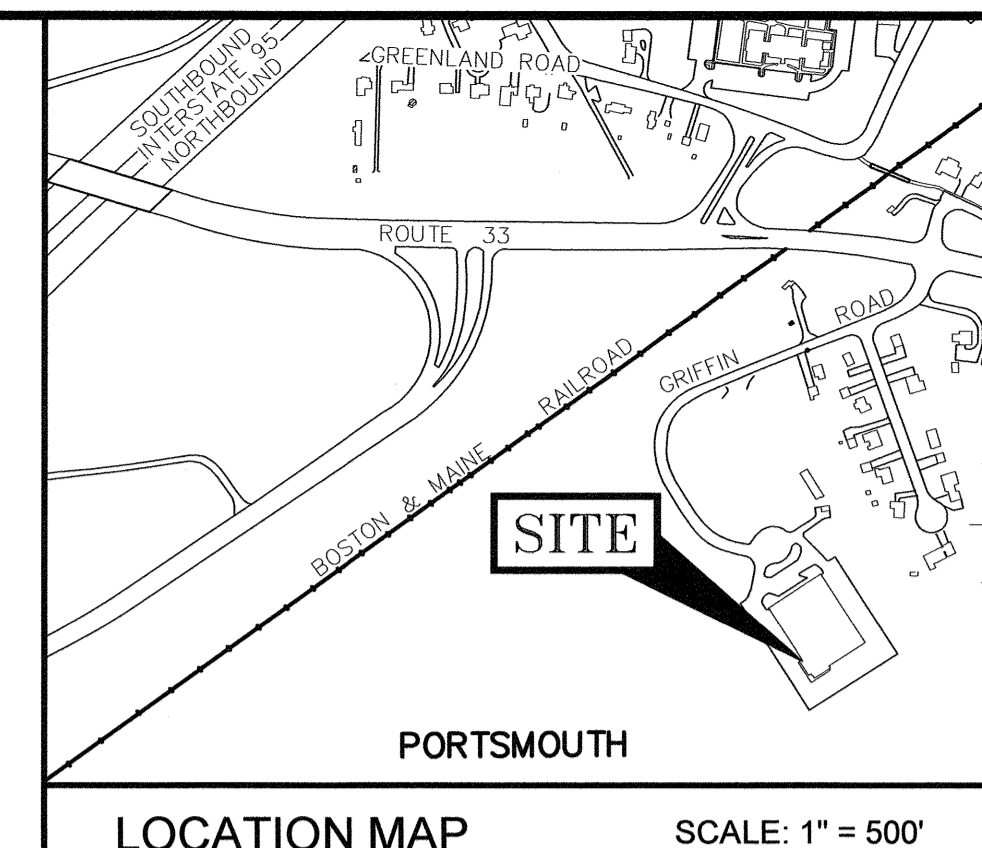 SOUTHBOUND
INTERSTATE 95
NORTHBOUND
GREENLAND ROAD
ROUTE 33
GRIFFIN ROAD
BOSTON & MAINE RAILROAD
SITE
PORTSMOUTH
LOCATION MAP
SCALE: 1" = 500'